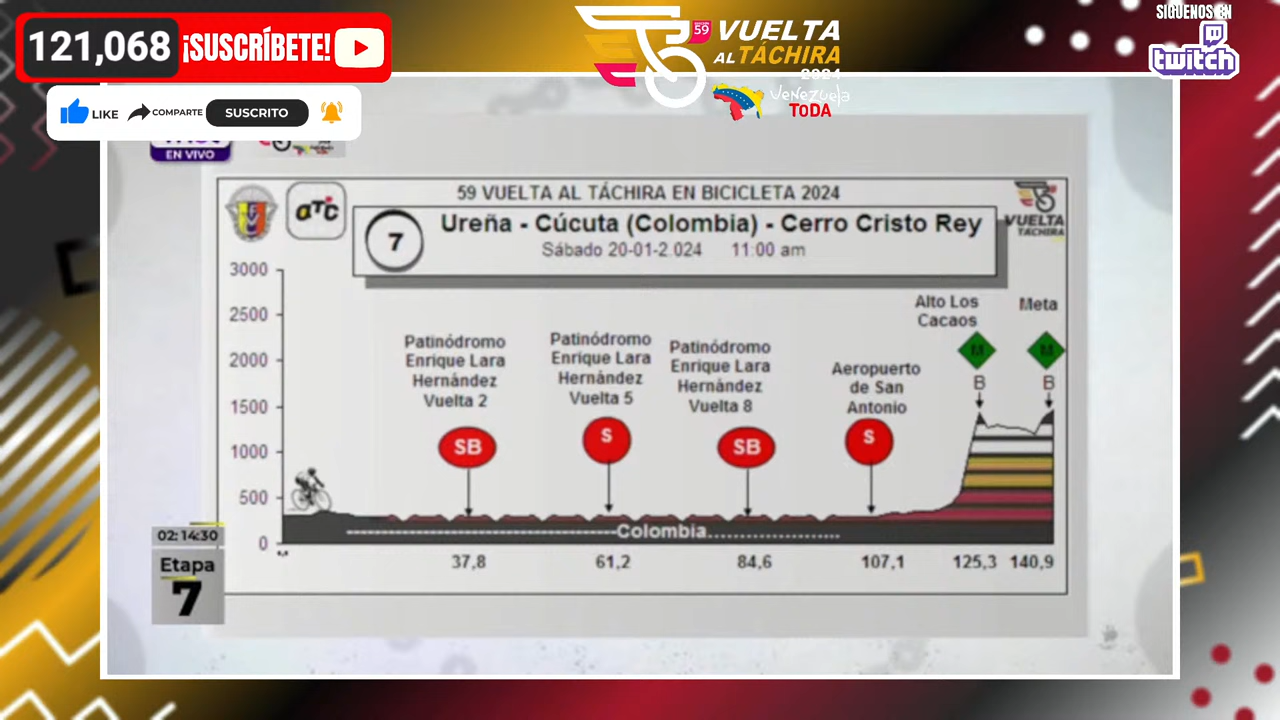 121,068 ¡SUSCRÍBETE!
LIKE COMPARTE SUSCRITO
59 VUELTA
AL TÁCHIRA
2024
Venezuela
ToDA
SIGUENOS EN
twitch
EN VIVO
59 VUELTA AL TÁCHIRA EN BICICLETA 2024
aTC
VUELTA
TÁCHIRA
7
Ureña - Cúcuta (Colombia) - Cerro Cristo Rey
Sábado 20-01-2.024 11:00 am
3000
2500
2000
1500
1000
500
0
Patinódromo
Enrique Lara
Hernández
Vuelta 2
SB
Patinódromo
Enrique Lara
Hernández
Vuelta 5
S
Patinódromo
Enrique Lara
Hernández
Vuelta 8
SB
Aeropuerto
de San
Antonio
S
Alto Los
Cacaos
M
B
Meta
M
B
Colombia
37,8 61,2 84,6 107,1 125,3 140,9
02:14:30
Etapa
7